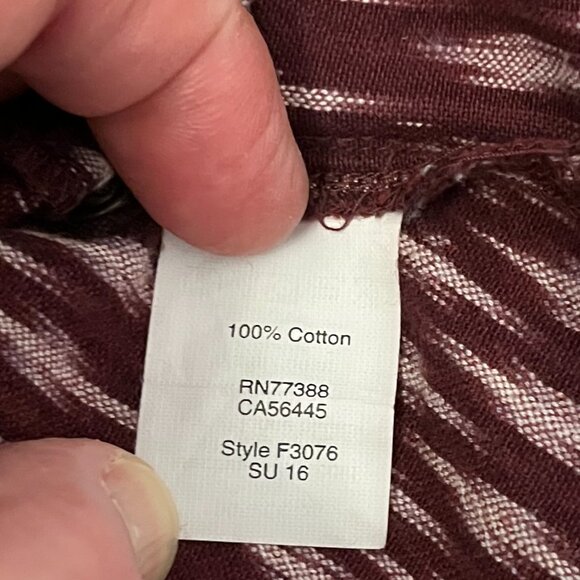 100% Cotton
RN77388
CA56445
Style F3076
SU 16